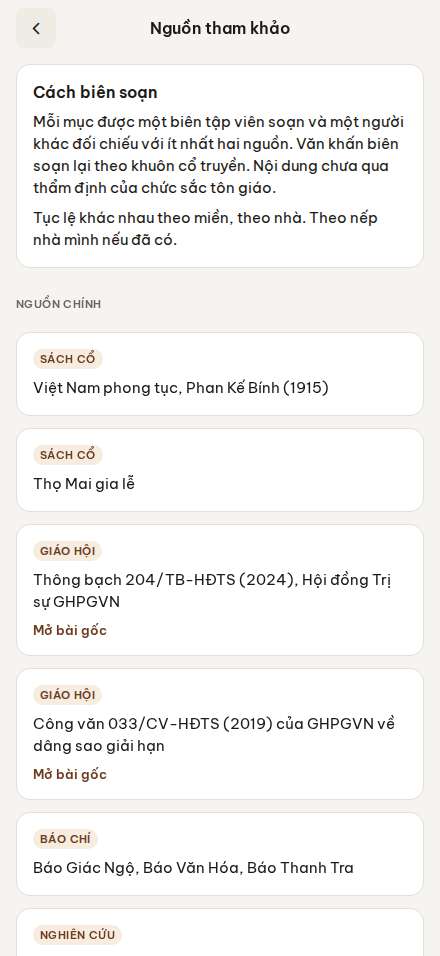 Nguồn tham khảo
Cách biên soạn
Mỗi mục được một biên tập viên soạn và một người
khác đối chiếu với ít nhất hai nguồn. Văn khấn biên
soạn lại theo khuôn cổ truyền. Nội dung chưa qua
thẩm định của chức sắc tôn giáo.
Tục lệ khác nhau theo miền, theo nhà. Theo nếp
nhà mình nếu đã có.
NGUỒN CHÍNH
SÁCH CỔ
Việt Nam phong tục, Phan Kế Bính (1915)
SÁCH CỔ
Thọ Mai gia lễ
GIÁO HỘI
Thông bạch 204/TB-HĐTS (2024), Hội đồng Trị
sự GHPGVN
Mở bài gốc
GIÁO HỘI
Công văn 033/CV-HĐTS (2019) của GHPGVN về
dâng sao giải hạn
Mở bài gốc
BÁO CHÍ
Báo Giác Ngộ, Báo Văn Hóa, Báo Thanh Tra
NGHIÊN CỨU